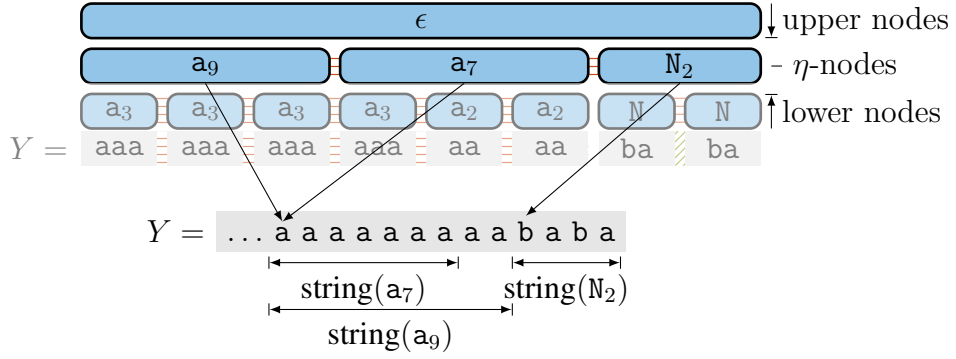 ϵ upper nodes
a₉ a₇ N₂ - η-nodes
a₃ a₃ a₃ a₃ a₂ a₂ N N lower nodes
Y = aaa aaa aaa aaa aa aa ba ba
Y = ...a a a a a a a a a b a b a
string(a₇) string(N₂)
string(a₉)